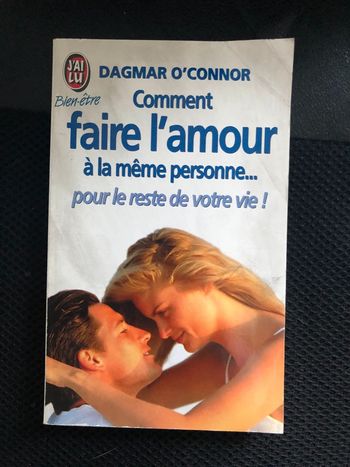 J'AI
LU
DAGMAR O'CONNOR
Bien-être
Comment
faire l'amour
à la même personne...
pour le reste de votre vie !